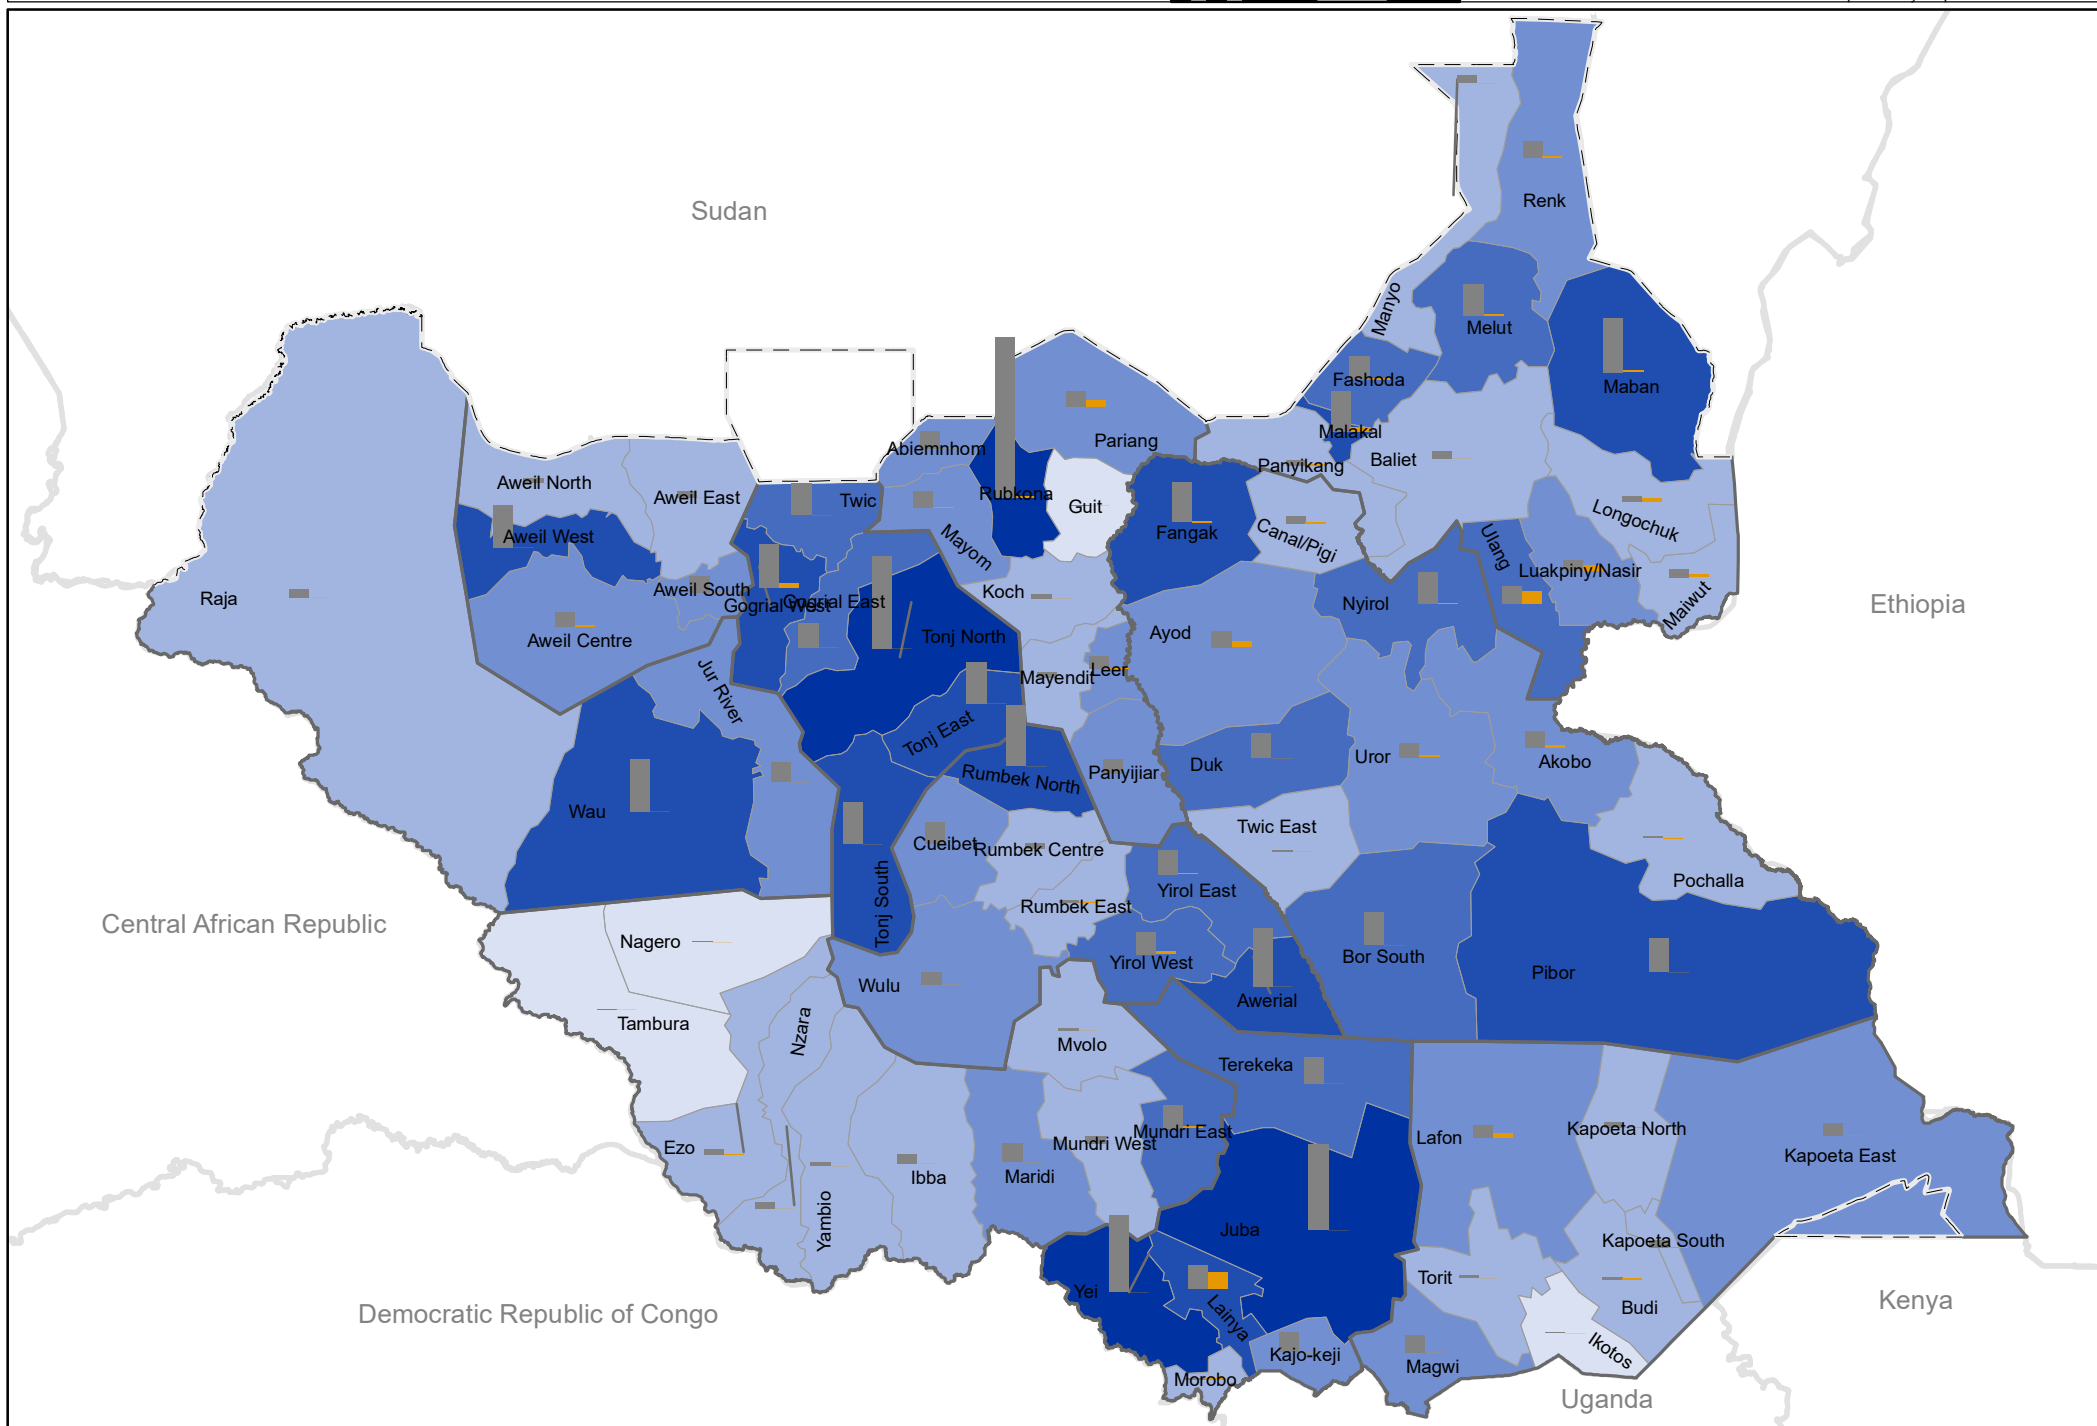 Sudan
Renk
Manyo
Melut
Maban
Fashoda
Malakal
Abiemnhom
Pariang
Panyikang
Baliet
Aweil North
Aweil East
Twic
Rubkona
Guit
Longochuk
Aweil West
Fangak
Canal/Pigi
Ulang
Mayom
Luakpiny/Nasir
Aweil South
Gogrial West
Gogrial East
Koch
Nyirol
Maiwut
Raja
Ethiopia
Aweil Centre
Tonj North
Ayod
Jur River
Mayendit
Leer
Tonj East
Duk
Uror
Akobo
Rumbek North
Panyijiar
Wau
Cueibet
Rumbek Centre
Twic East
Pochalla
Yirol East
Tonj South
Rumbek East
Central African Republic
Nagero
Yirol West
Bor South
Pibor
Wulu
Awerial
Tambura
Nzara
Mvolo
Terekeka
Ezo
Mundri West
Mundri East
Lafon
Kapoeta North
Kapoeta East
Ibba
Maridi
Yambio
Juba
Kapoeta South
Torit
Yei
Lainya
Budi
Kenya
Democratic Republic of Congo
Ikotos
Kajo-keji
Magwi
Morobo
Uganda